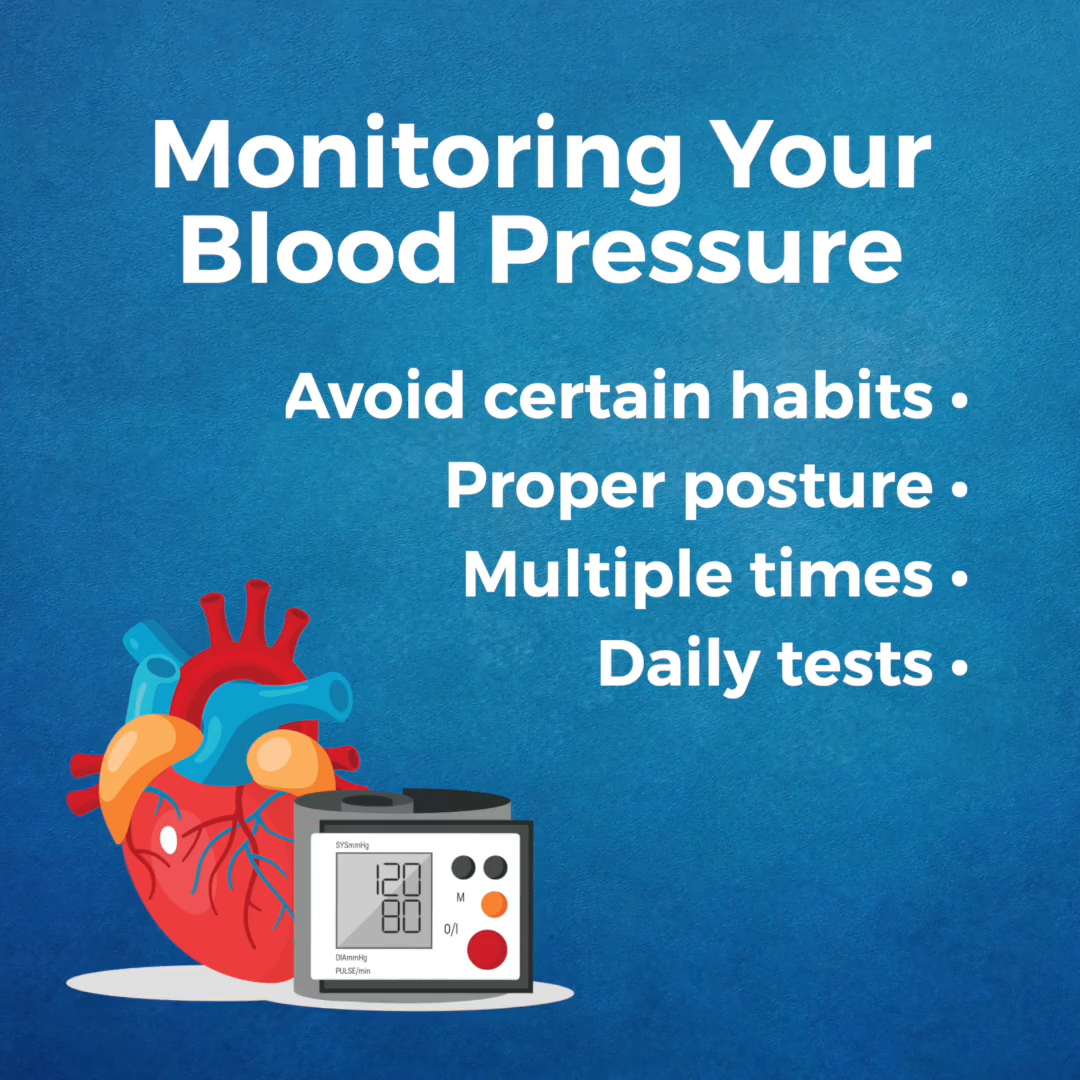 Monitoring Your
Blood Pressure
Avoid certain habits •
Proper posture •
Multiple times •
Daily tests •
SYSmmHg
120
80
M
0/I
DIAmmHg
PULSE/min